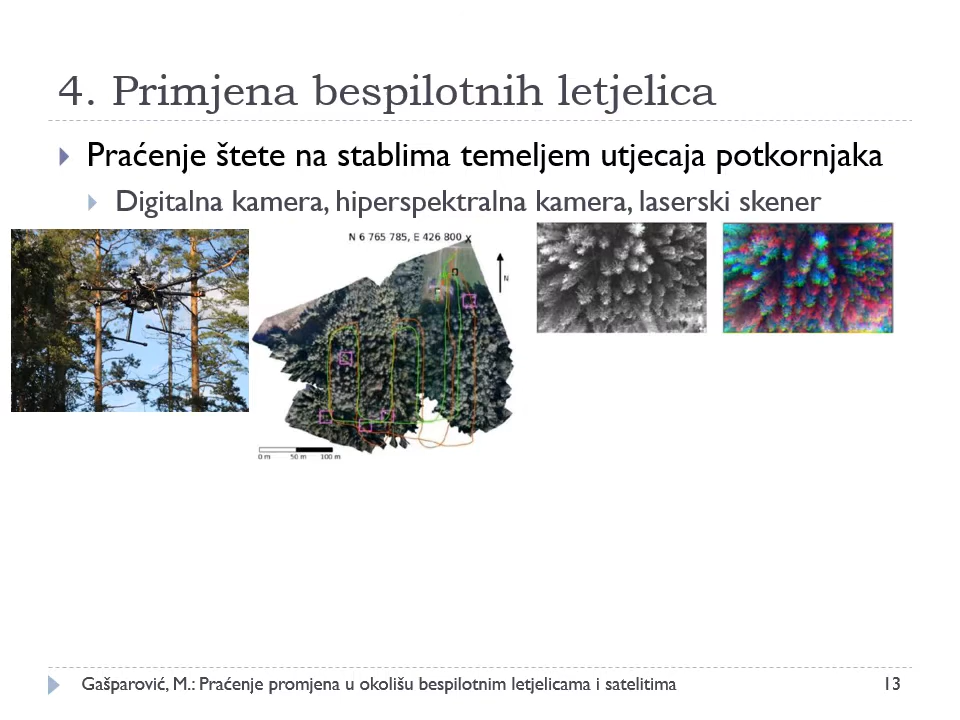 4. Primjena bespilotnih letjelica
Praćenje štete na stablima temeljem utjecaja potkornjaka
Digitalna kamera, hiperspektralna kamera, laserski skener
N 6 765 785, E 426 800 x
N
0 m 50 m 100 m
Gašparović, M.: Praćenje promjena u okolišu bespilotnim letjelicama i satelitima 13